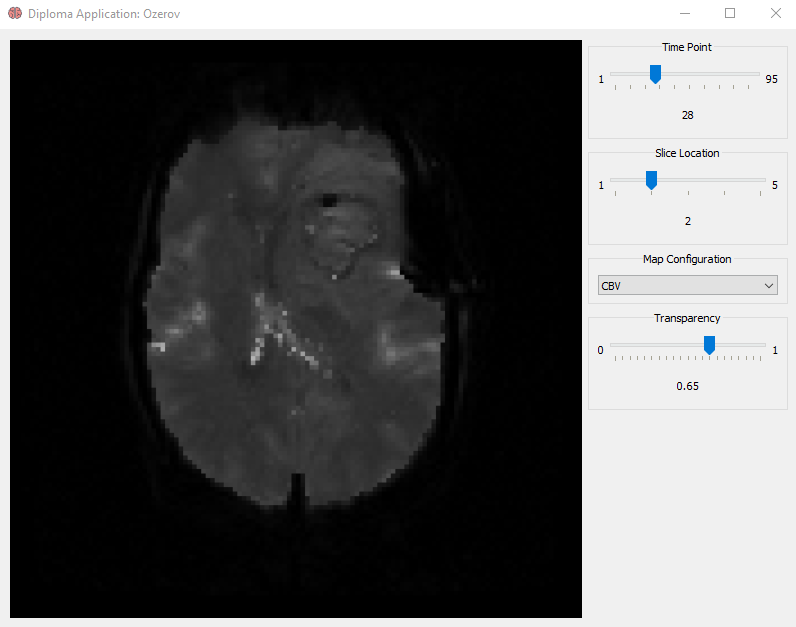 Diploma Application: Ozerov
Time Point
1
95
28
Slice Location
1
5
2
Map Configuration
CBV
Transparency
0
1
0.65